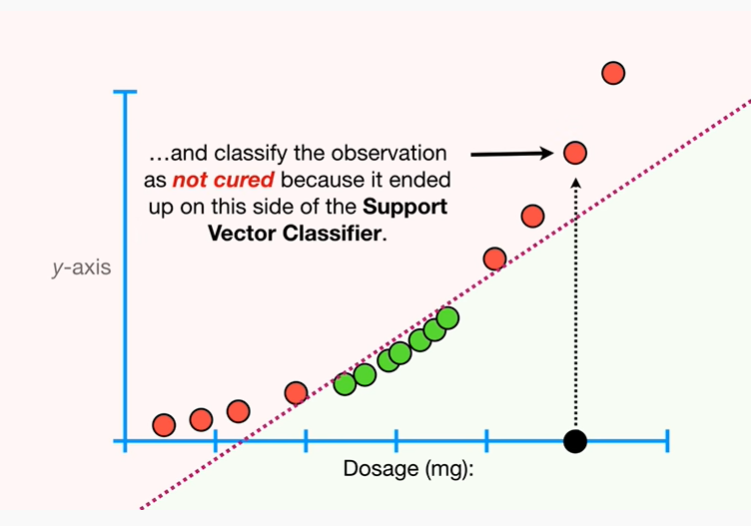 …and classify the observation
as not cured because it ended
up on this side of the Support
Vector Classifier.
y-axis
Dosage (mg):